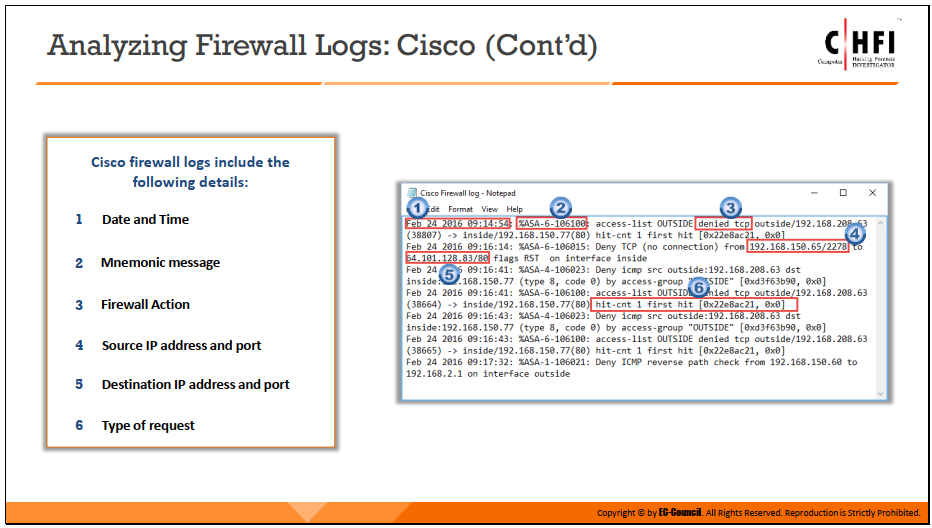 Analyzing Firewall Logs: Cisco (Cont'd)
CHFI
Computer Hacking Forensic
INVESTIGATOR
Cisco firewall logs include the
following details:
1 Date and Time
2 Mnemonic message
3 Firewall Action
4 Source IP address and port
5 Destination IP address and port
6 Type of request
Cisco Firewall log - Notepad
1 Edit Format View Help 2 3
Feb 24 2016 09:14:54: %ASA-6-106100: access-list OUTSIDE denied tcp outside/192.168.208.63
(38807) -> inside/192.168.150.77(80) hit-cnt 1 first hit [0x22e8ac21, 0x0] 4
Feb 24 2016 09:16:14: %ASA-6-106015: Deny TCP (no connection) from 192.168.150.65/2278 to
64.101.128.83/80 flags RST on interface inside
Feb 24 2016 09:16:41: %ASA-4-106023: Deny icmp src outside:192.168.208.63 dst
inside: 5 .168.150.77 (type 8, code 0) by access-group "OUTSIDE" [0xd3f63b90, 0x0] 6
Feb 24 2016 09:16:41: %ASA-6-106100: access-list OUTSIDE denied tcp outside/192.168.208.63
(38664) -> inside/192.168.150.77(80) hit-cnt 1 first hit [0x22e8ac21, 0x0]
Feb 24 2016 09:16:43: %ASA-4-106023: Deny icmp src outside:192.168.208.63 dst
inside:192.168.150.77 (type 8, code 0) by access-group "OUTSIDE" [0xd3f63b90, 0x0]
Feb 24 2016 09:16:43: %ASA-6-106100: access-list OUTSIDE denied tcp outside/192.168.208.63
(38665) -> inside/192.168.150.77(80) hit-cnt 1 first hit [0x22e8ac21, 0x0]
Feb 24 2016 09:17:32: %ASA-1-106021: Deny ICMP reverse path check from 192.168.150.60 to
192.168.2.1 on interface outside
Copyright © by EC-Council. All Rights Reserved. Reproduction is Strictly Prohibited.